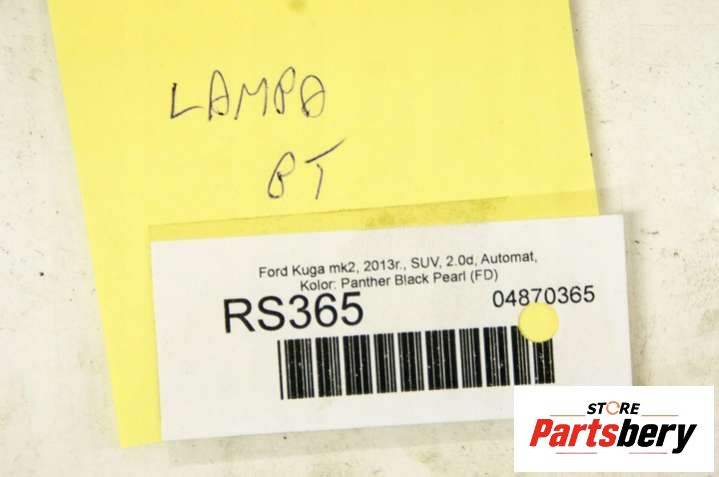 LAMPA
PT
Ford Kuga mk2, 2013r., SUV, 2.0d, Automat,
Kolor: Panther Black Pearl (FD)
RS365
04870365
STORE
Partsbery